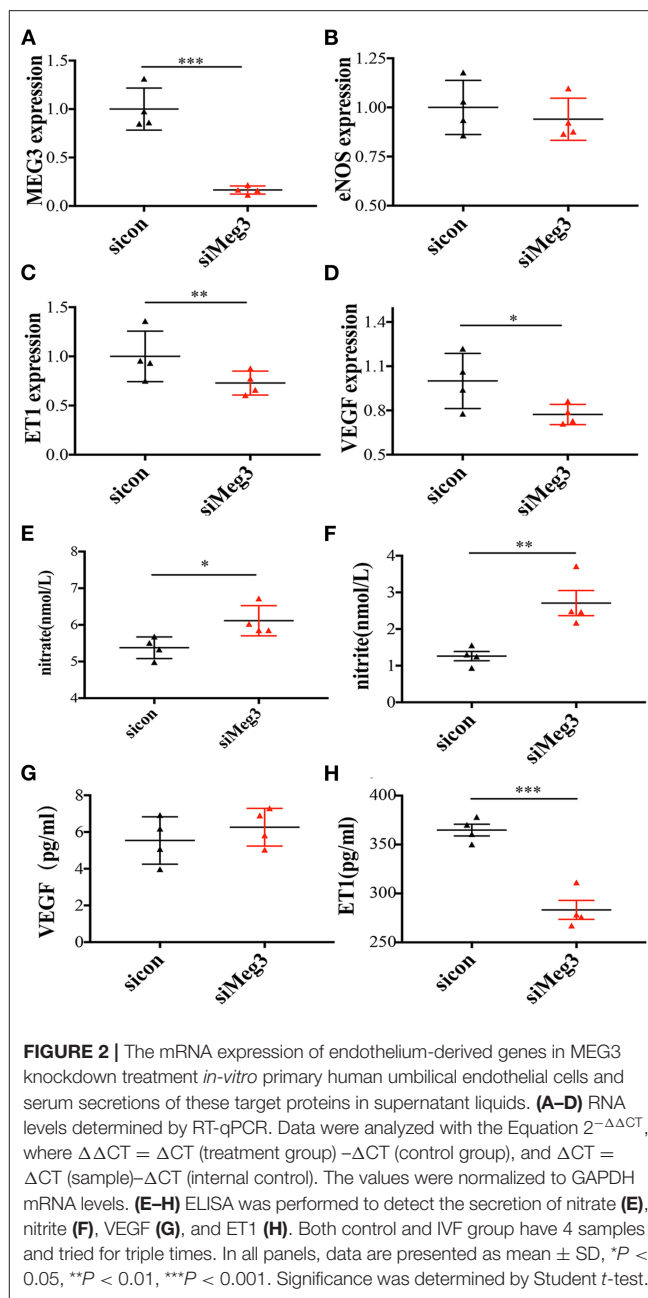 A
***
MEG3 expression
1.5
1.0
0.5
0.0
sicon
siMeg3
B
eNOS expression
1.25
1.00
0.75
0.50
sicon
siMeg3
C
**
ET1 expression
1.5
1.0
0.5
0.0
sicon
siMeg3
D
*
VEGF expression
1.4
1.1
0.8
0.5
sicon
siMeg3
E
*
nitrate(nmol/L)
8
7
6
5
4
sicon
siMeg3
F
**
nitrite(nmol/L)
4
3
2
1
0
sicon
siMeg3
G
VEGF (pg/ml)
8
6
4
2
0
sicon
siMeg3
H
***
ET1(pg/ml)
400
350
300
250
sicon
siMeg3
FIGURE 2 | The mRNA expression of endothelium-derived genes in MEG3
knockdown treatment in-vitro primary human umbilical endothelial cells and
serum secretions of these target proteins in supernatant liquids. (A–D) RNA
levels determined by RT-qPCR. Data were analyzed with the Equation 2−ΔΔCT,
where ΔΔCT = ΔCT (treatment group) –ΔCT (control group), and ΔCT =
ΔCT (sample)–ΔCT (internal control). The values were normalized to GAPDH
mRNA levels. (E–H) ELISA was performed to detect the secretion of nitrate (E),
nitrite (F), VEGF (G), and ET1 (H). Both control and IVF group have 4 samples
and tried for triple times. In all panels, data are presented as mean ± SD, *P <
0.05, **P < 0.01, ***P < 0.001. Significance was determined by Student t-test.